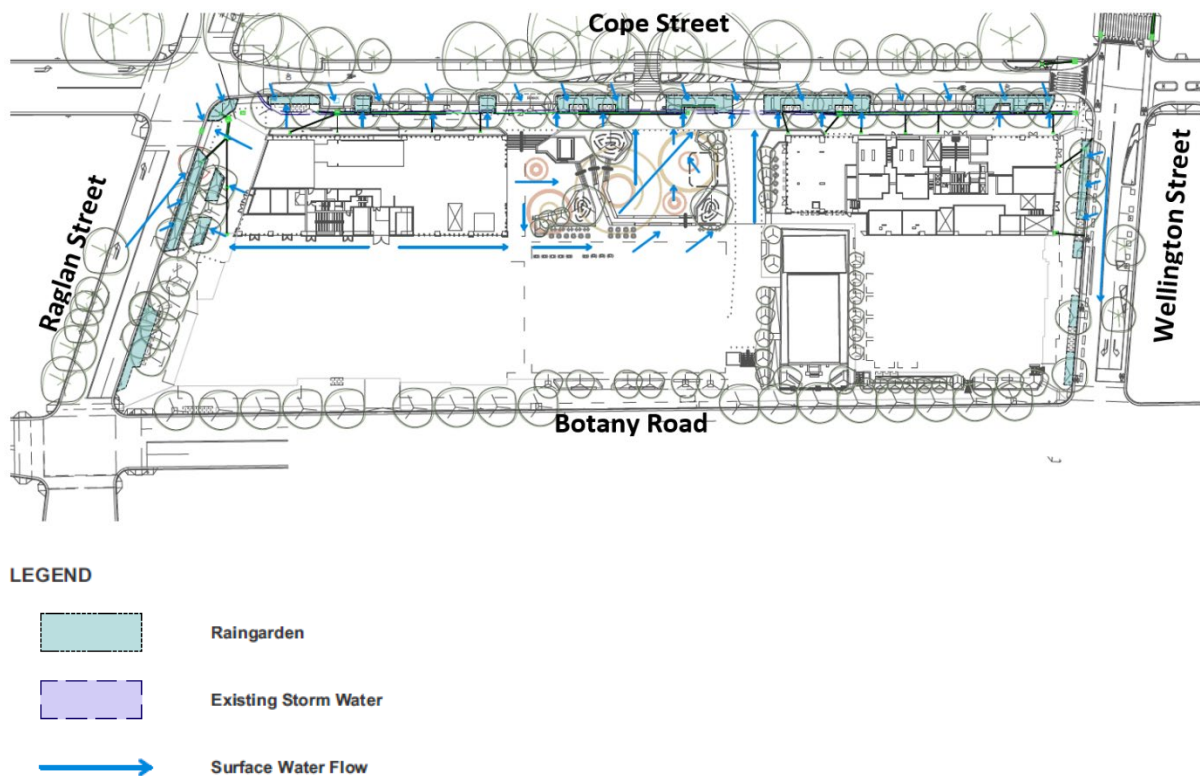 Cope Street
Raglan Street
Wellington Street
Botany Road
LEGEND
Raingarden
Existing Storm Water
Surface Water Flow